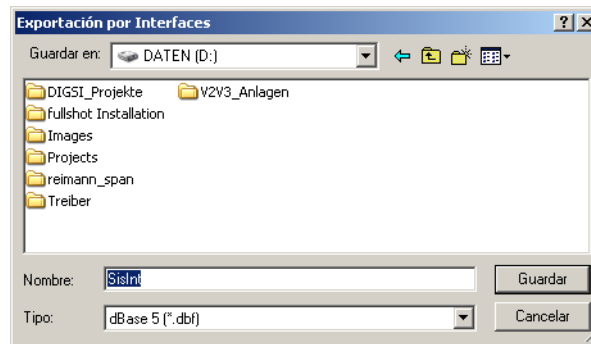 Exportación por Interfaces
Guardar en: DATEN (D:)
DIGSI_Projekte V2V3_Anlagen
fullshot Installation
Images
Projects
reimann_span
Treiber
Nombre: SisInt Guardar
Tipo: dBase 5 (*.dbf) Cancelar